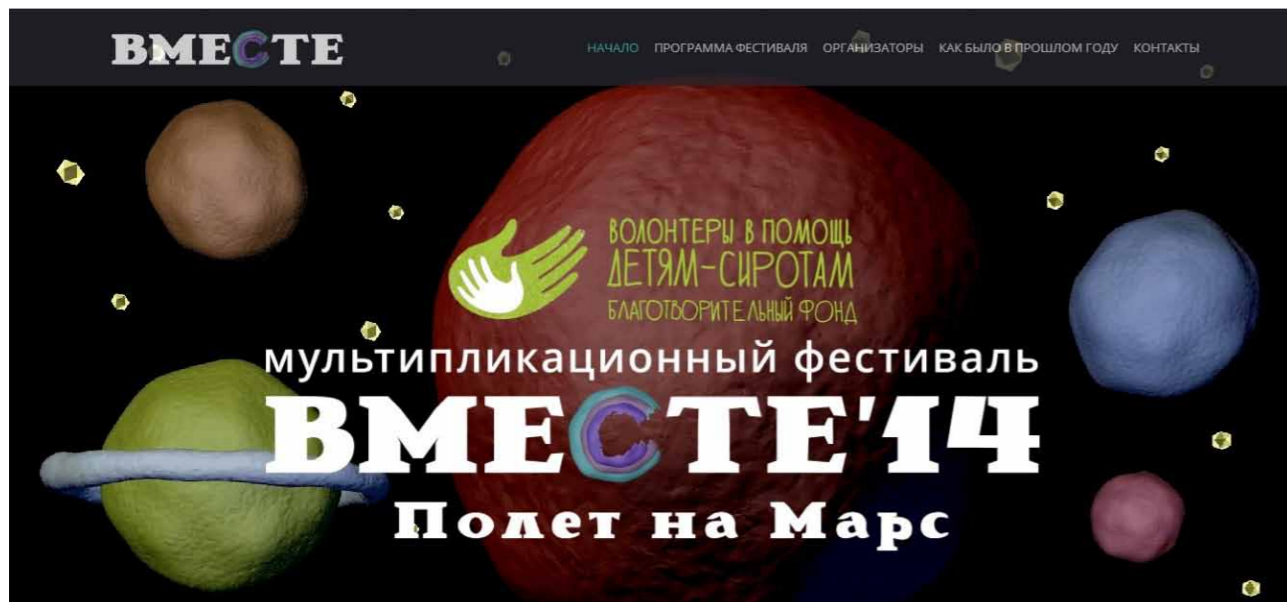 ВМЕСТЕ
НАЧАЛО ПРОГРАММА ФЕСТИВАЛЯ ОРГАНИЗАТОРЫ КАК БЫЛО В ПРОШЛОМ ГОДУ КОНТАКТЫ
ВОЛОНТЕРЫ В ПОМОЩЬ
ДЕТЯМ-СИРОТАМ
БЛАГОТВОРИТЕЛЬНЫЙ ФОНД
мультипликационный фестиваль
ВМЕСТЕ'14
Полет на Марс